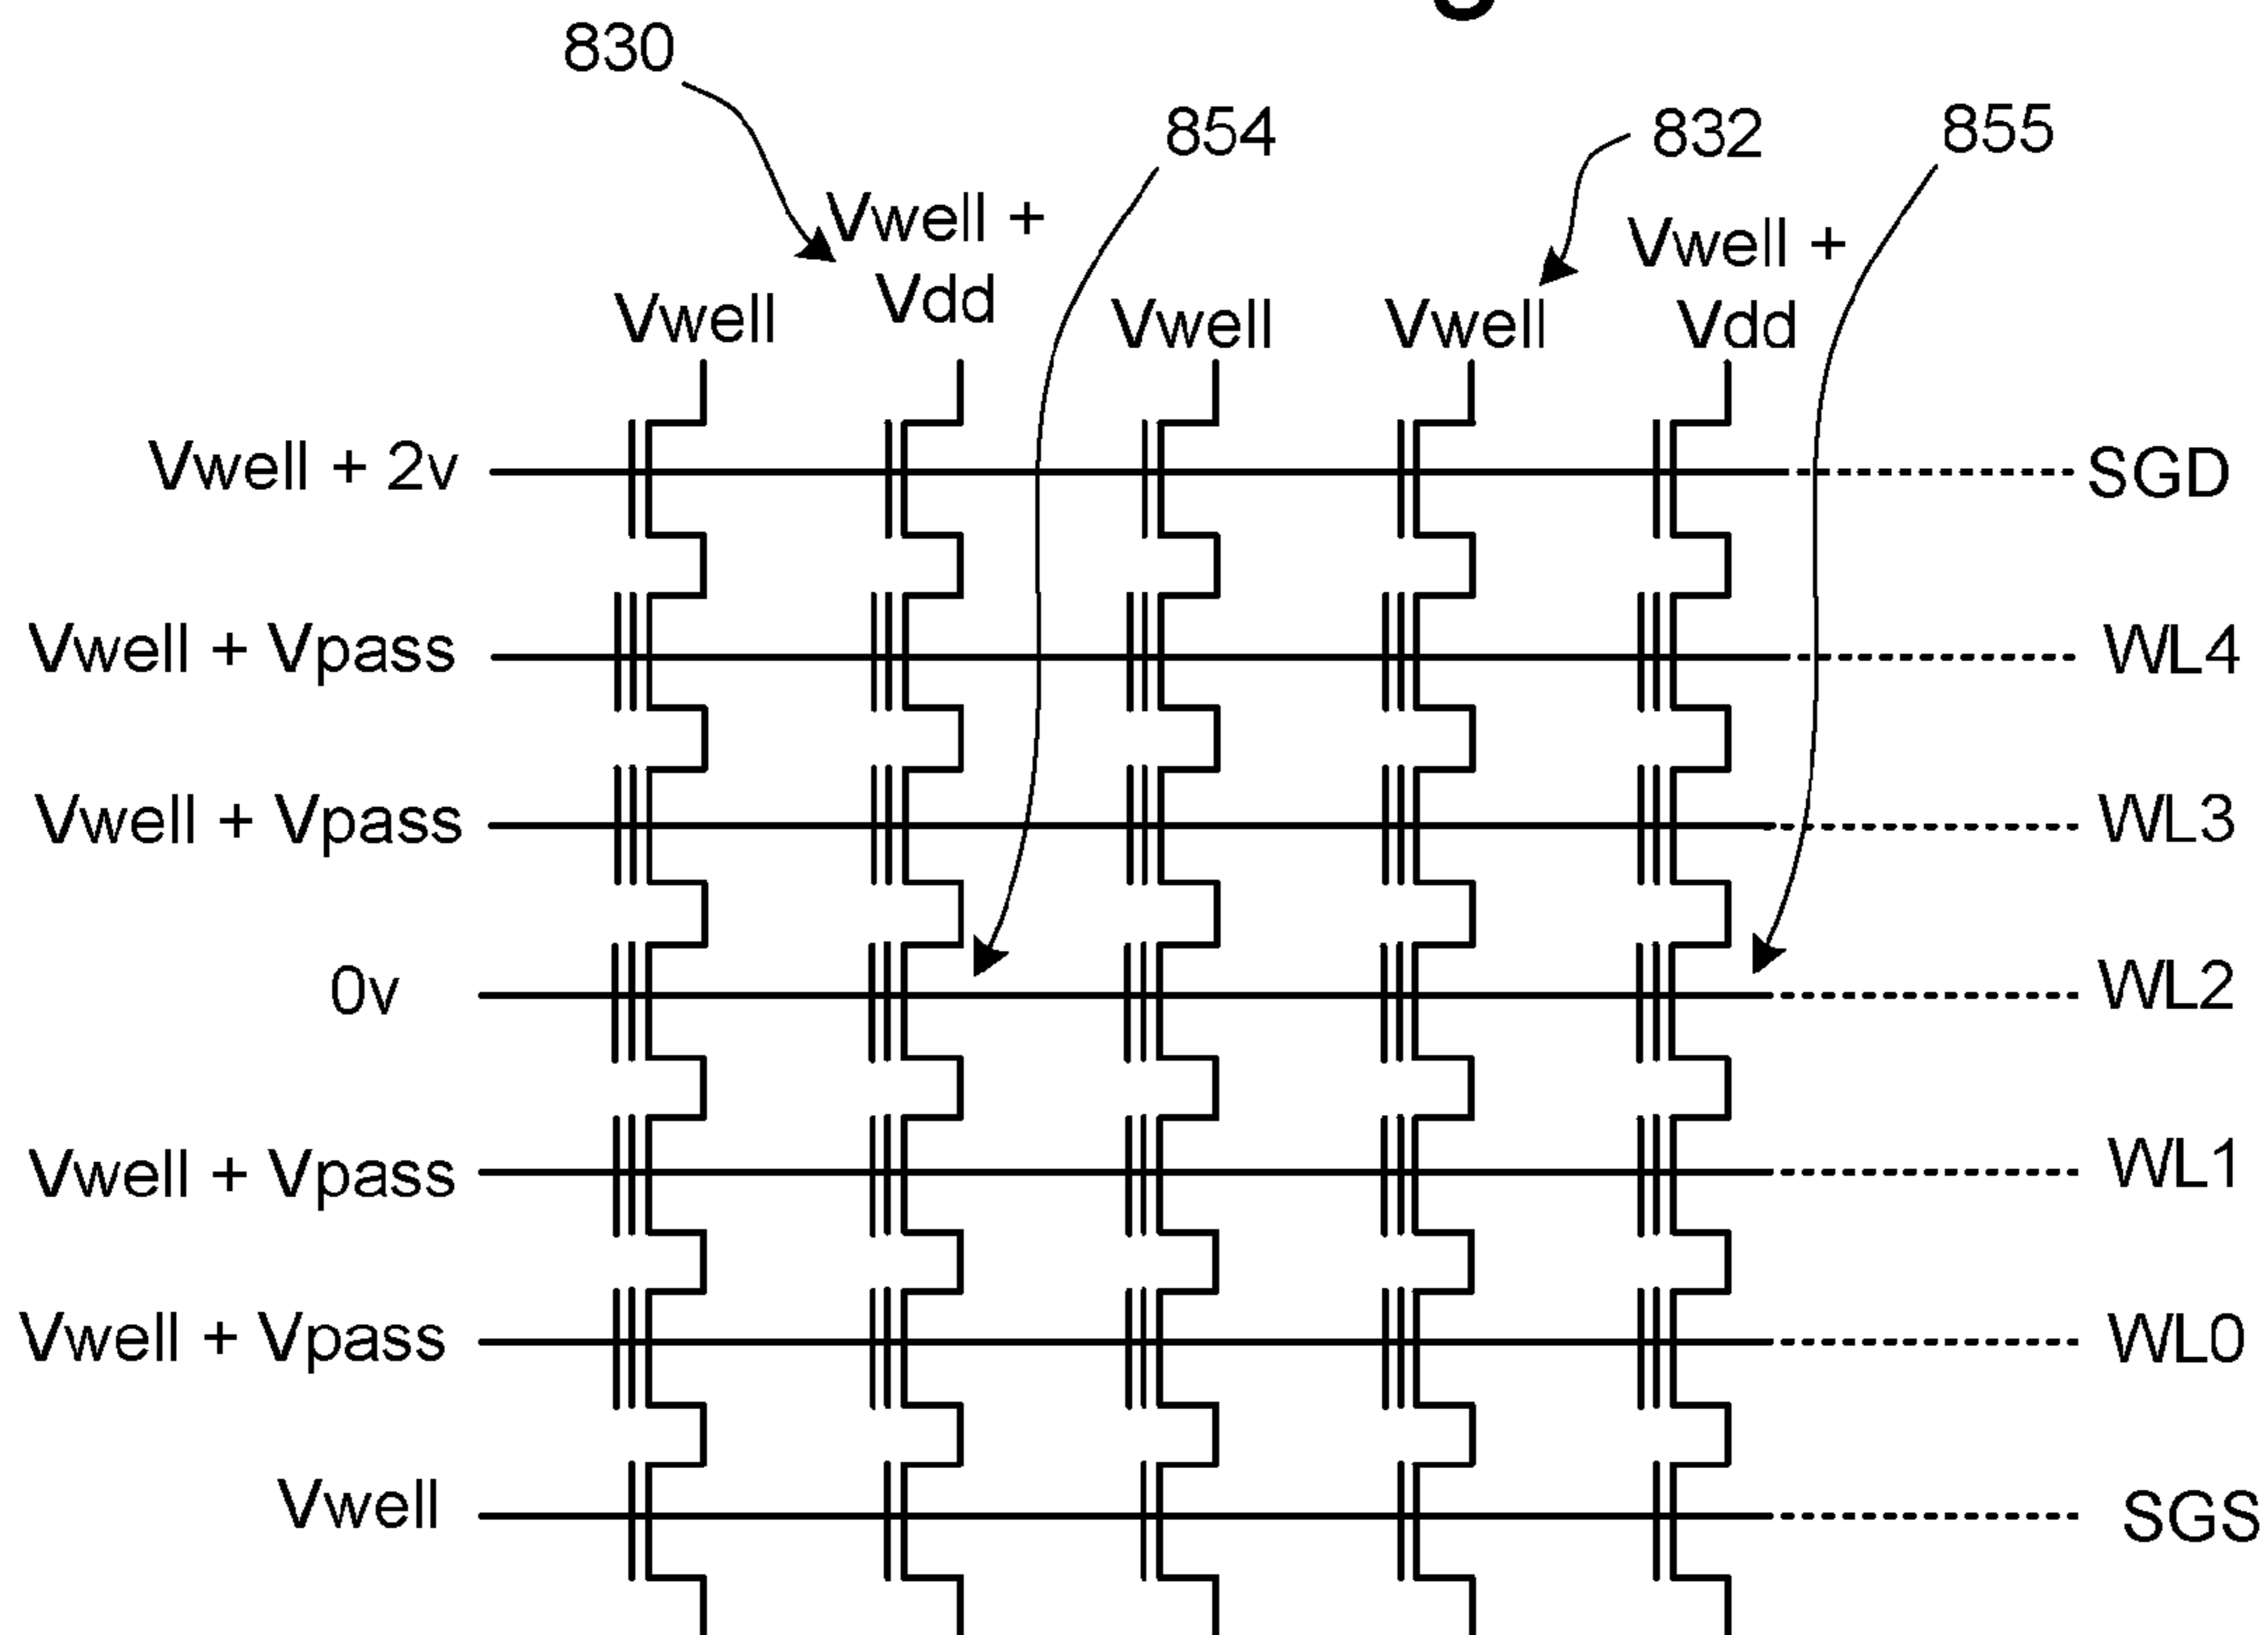 830
854
832
855
Vwell
Vwell +
Vdd
Vwell
Vwell
Vwell +
Vdd
Vwell + 2v
SGD
Vwell + Vpass
WL4
Vwell + Vpass
WL3
0v
WL2
Vwell + Vpass
WL1
Vwell + Vpass
WL0
Vwell
SGS